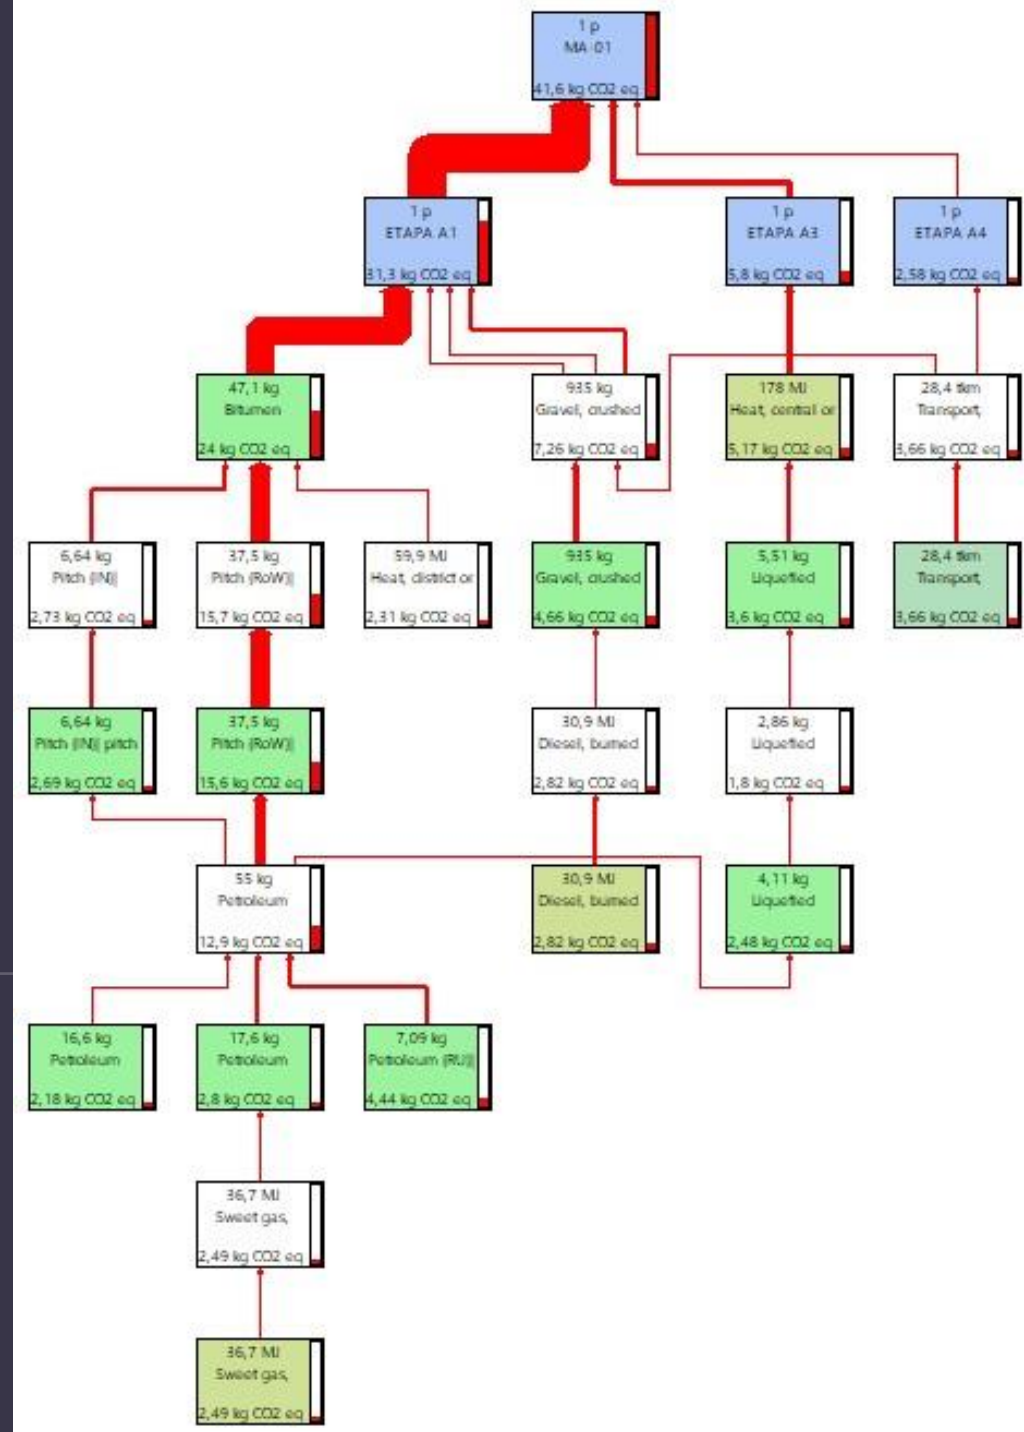 1 p
MA-01
41,6 kg CO2 eq
1 p
ETAPA A1
31,3 kg CO2 eq
1 p
ETAPA A3
5,8 kg CO2 eq
1 p
ETAPA A4
2,58 kg CO2 eq
47,1 kg
Bitumen
24 kg CO2 eq
935 kg
Gravel, crushed
7,26 kg CO2 eq
178 MJ
Heat, central or
5,17 kg CO2 eq
28,4 tkm
Transport,
3,66 kg CO2 eq
6,64 kg
Pitch {IN}|
2,73 kg CO2 eq
37,5 kg
Pitch {RoW}|
15,7 kg CO2 eq
59,9 MJ
Heat, district or
2,31 kg CO2 eq
935 kg
Gravel, crushed
4,66 kg CO2 eq
5,51 kg
Liquefied
3,6 kg CO2 eq
28,4 tkm
Transport,
3,66 kg CO2 eq
6,64 kg
Pitch {IN}| pitch
2,69 kg CO2 eq
37,5 kg
Pitch {RoW}|
15,6 kg CO2 eq
30,9 MJ
Diesel, burned
2,82 kg CO2 eq
2,86 kg
Liquefied
1,8 kg CO2 eq
55 kg
Petroleum
12,9 kg CO2 eq
30,9 MJ
Diesel, burned
2,82 kg CO2 eq
4,11 kg
Liquefied
2,48 kg CO2 eq
16,6 kg
Petroleum
2,18 kg CO2 eq
17,6 kg
Petroleum
2,8 kg CO2 eq
7,09 kg
Petroleum {RU}|
4,44 kg CO2 eq
36,7 MJ
Sweet gas,
2,49 kg CO2 eq
36,7 MJ
Sweet gas,
2,49 kg CO2 eq